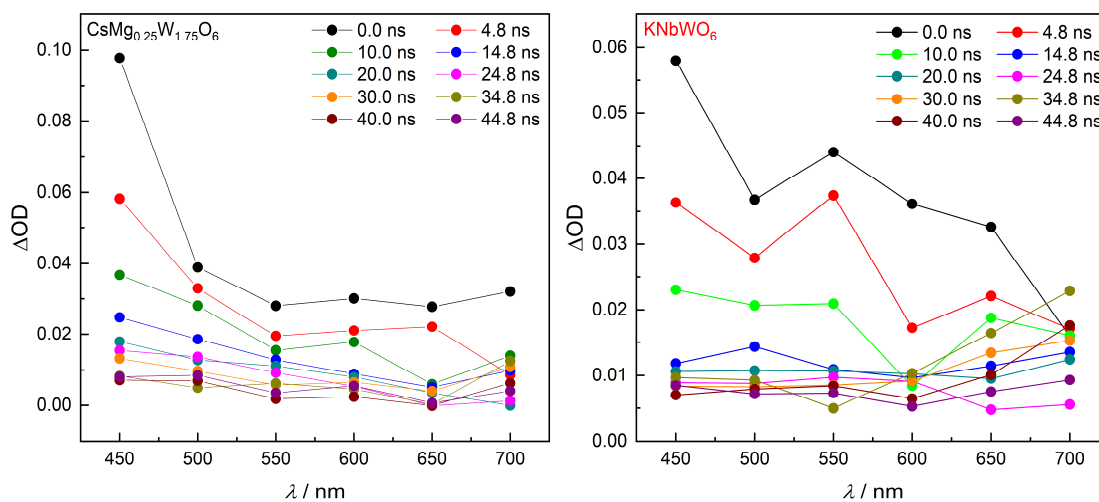 CsMg0.25W1.75O6
0.0 ns 4.8 ns
10.0 ns 14.8 ns
20.0 ns 24.8 ns
30.0 ns 34.8 ns
40.0 ns 44.8 ns
0.10
0.08
0.06
0.04
0.02
0.00
ΔOD
450 500 550 600 650 700
λ / nm
KNbWO6
0.0 ns 4.8 ns
10.0 ns 14.8 ns
20.0 ns 24.8 ns
30.0 ns 34.8 ns
40.0 ns 44.8 ns
0.06
0.05
0.04
0.03
0.02
0.01
0.00
ΔOD
450 500 550 600 650 700
λ / nm